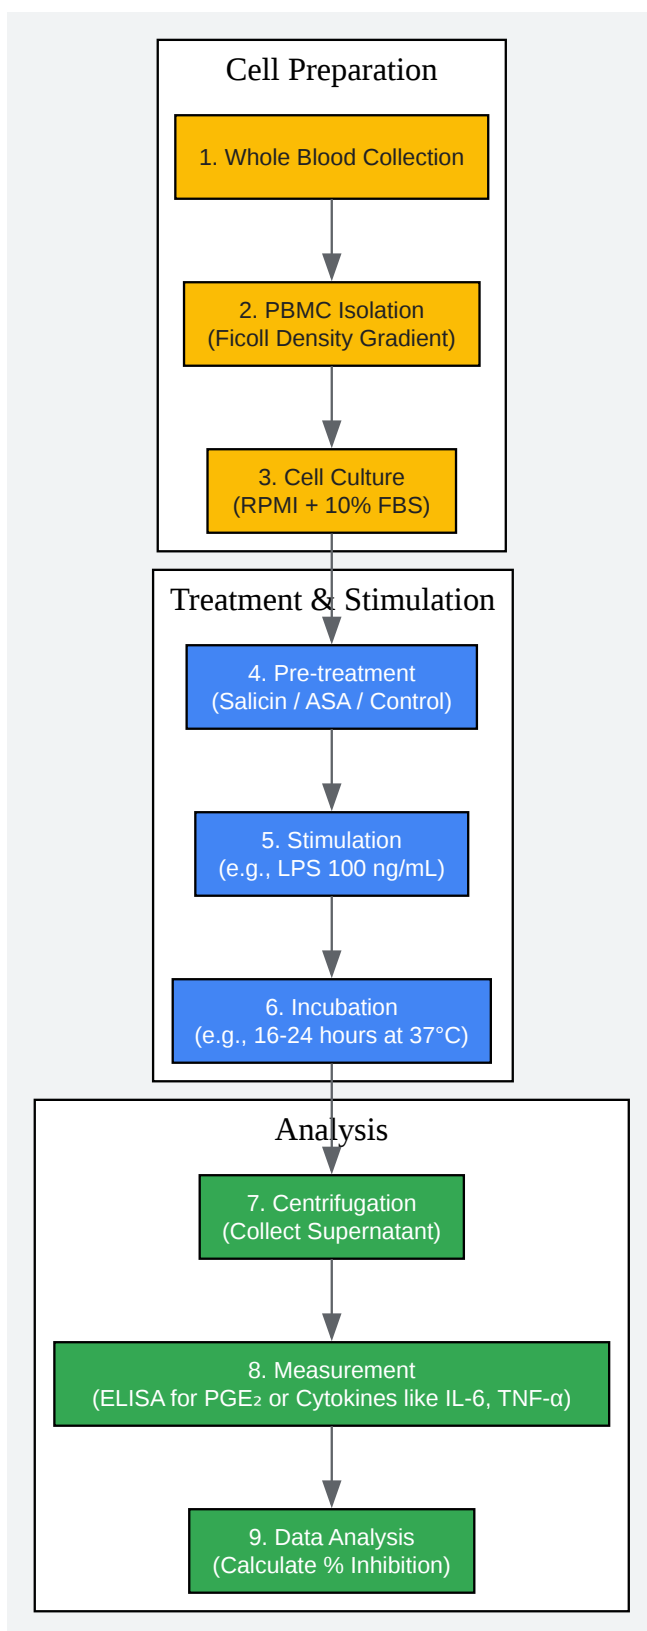 Cell Preparation
1. Whole Blood Collection
2. PBMC Isolation
(Ficoll Density Gradient)
3. Cell Culture
(RPMI + 10% FBS)
Treatment & Stimulation
4. Pre-treatment
(Salicin / ASA / Control)
5. Stimulation
(e.g., LPS 100 ng/mL)
6. Incubation
(e.g., 16-24 hours at 37°C)
Analysis
7. Centrifugation
(Collect Supernatant)
8. Measurement
(ELISA for PGE₂ or Cytokines like IL-6, TNF-α)
9. Data Analysis
(Calculate % Inhibition)